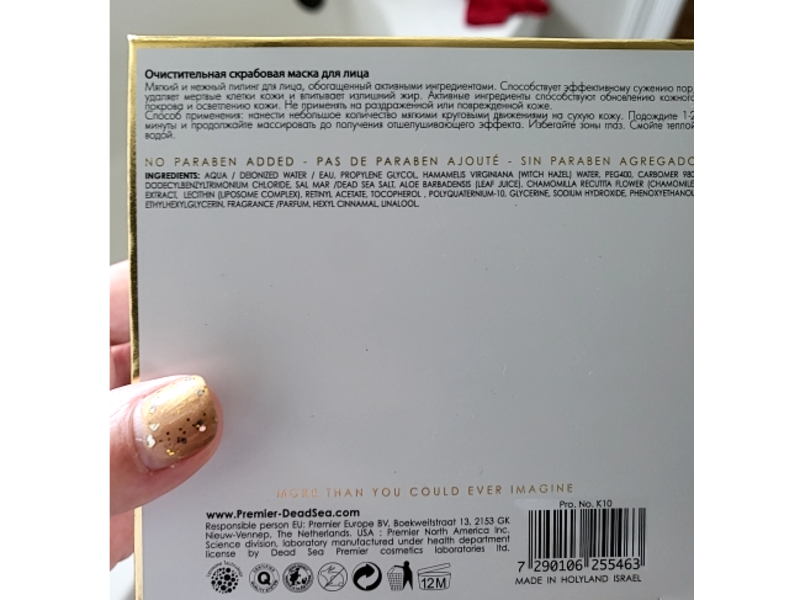 Очистительная скрабовая маска для лица
Мягкий и нежный пилинг для лица, обогащенный активными ингредиентами. Способствует эффективному сужению пор,
удаляет мертвые клетки кожи и впитывает излишний жир. Активные ингредиенты способствуют обновлению кожного
покрова и осветлению кожи. Не применять на раздраженной или поврежденной коже.
Способ применения: нанести небольшое количество мягкими круговыми движениями на сухую кожу. Подождите 1-2
минуты и продолжайте массировать до получения отшелушивающего эффекта. Избегайте зоны глаз. Смойте теплой
водой.
NO PARABEN ADDED - PAS DE PARABEN AJOUTÉ - SIN PARABEN AGREGADO
INGREDIENTS: AQUA / DEIONIZED WATER / EAU, PROPYLENE GLYCOL, HAMAMELIS VIRGINIANA (WITCH HAZEL) WATER, PEG400, CARBOMER 980,
DODECYLBENZYLTRIMONIUM CHLORIDE, SAL MAR /DEAD SEA SALT, ALOE BARBADENSIS (LEAF JUICE), CHAMOMILLA RECUTITA FLOWER (CHAMOMILE
EXTRACT, LECITHIN (LIPOSOME COMPLEX), RETINYL ACETATE, TOCOPHEROL , POLYQUATERNIUM-10, GLYCERINE, SODIUM HYDROXIDE, PHENOXYETHANOL
ETHYLHEXYLGLYCERIN, FRAGRANCE /PARFUM, HEXYL CINNAMAL, LINALOOL.
MORE THAN YOU COULD EVER IMAGINE
Pro. No. K10
www.Premier-DeadSea.com
Responsible person EU: Premier Europe BV, Boekweitstraat 13, 2153 GK
Nieuw-Vennep, The Netherlands. USA : Premier North America Inc.
Science division, laboratory manufactured under health department
license by Dead Sea Premier cosmetics laboratories ltd.
7 290106 255463
Q
12M
MADE IN HOLYLAND ISRAEL